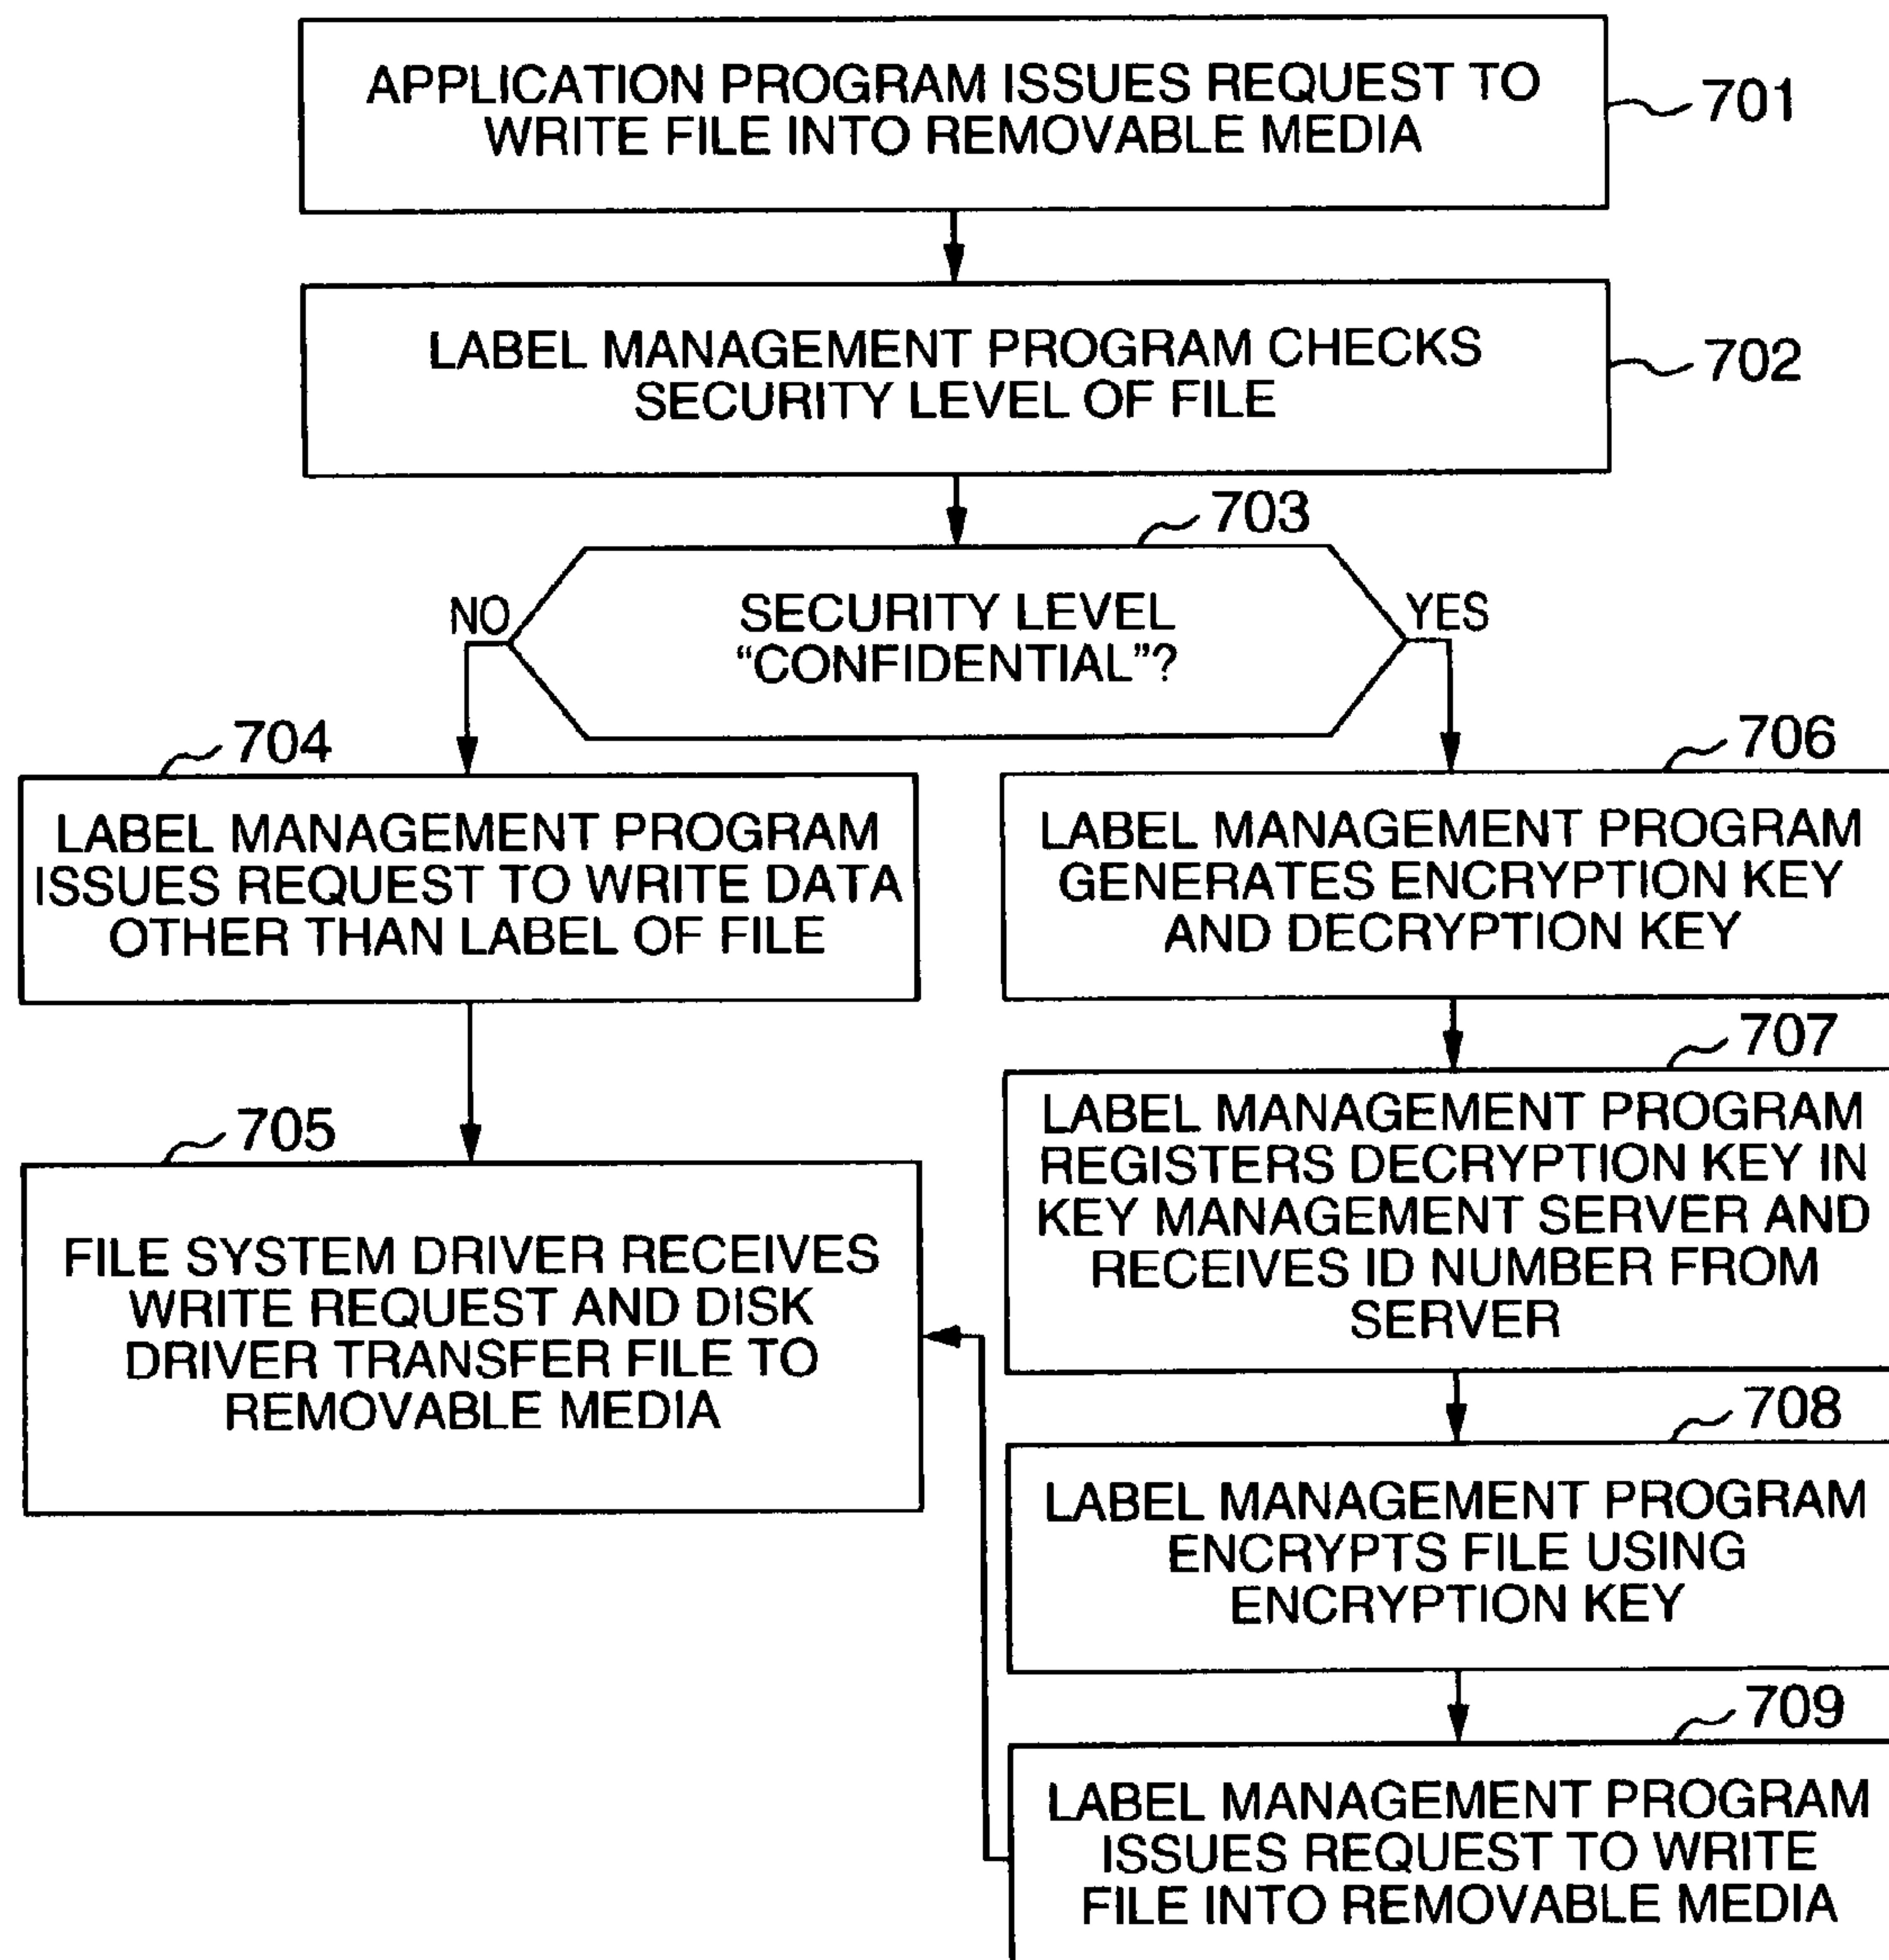 APPLICATION PROGRAM ISSUES REQUEST TO
WRITE FILE INTO REMOVABLE MEDIA
701
LABEL MANAGEMENT PROGRAM CHECKS
SECURITY LEVEL OF FILE
702
703
SECURITY LEVEL
“CONFIDENTIAL”?
NO
YES
704
LABEL MANAGEMENT PROGRAM
ISSUES REQUEST TO WRITE DATA
OTHER THAN LABEL OF FILE
705
FILE SYSTEM DRIVER RECEIVES
WRITE REQUEST AND DISK
DRIVER TRANSFER FILE TO
REMOVABLE MEDIA
706
LABEL MANAGEMENT PROGRAM
GENERATES ENCRYPTION KEY
AND DECRYPTION KEY
707
LABEL MANAGEMENT PROGRAM
REGISTERS DECRYPTION KEY IN
KEY MANAGEMENT SERVER AND
RECEIVES ID NUMBER FROM
SERVER
708
LABEL MANAGEMENT PROGRAM
ENCRYPTS FILE USING
ENCRYPTION KEY
709
LABEL MANAGEMENT PROGRAM
ISSUES REQUEST TO WRITE
FILE INTO REMOVABLE MEDIA